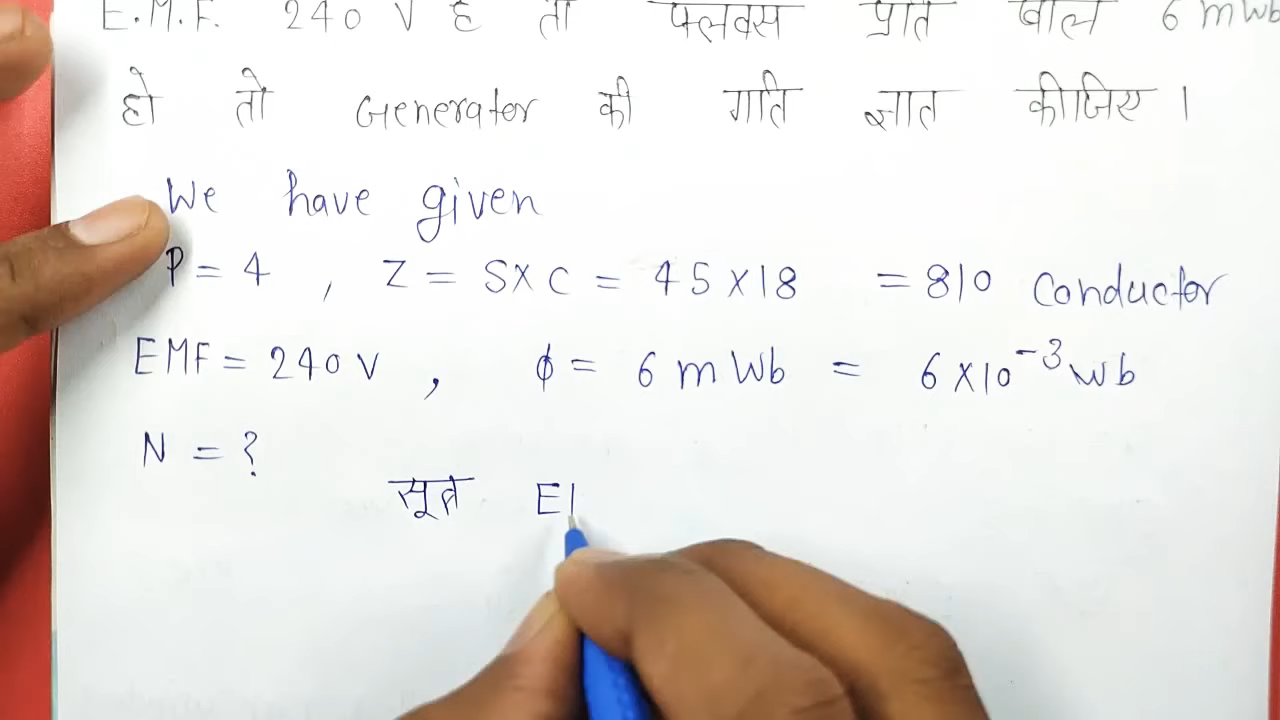 E.M.F. 240 V है तो फ्लक्स प्रति पोल 6 mWb
हो तो Generator की गति ज्ञात कीजिए ।
We have given
P = 4 , Z = S×C = 45×18 = 810 Conductor
EMF = 240 V , ϕ = 6 m Wb = 6×10⁻³ wb
N = ?
सूत्र E